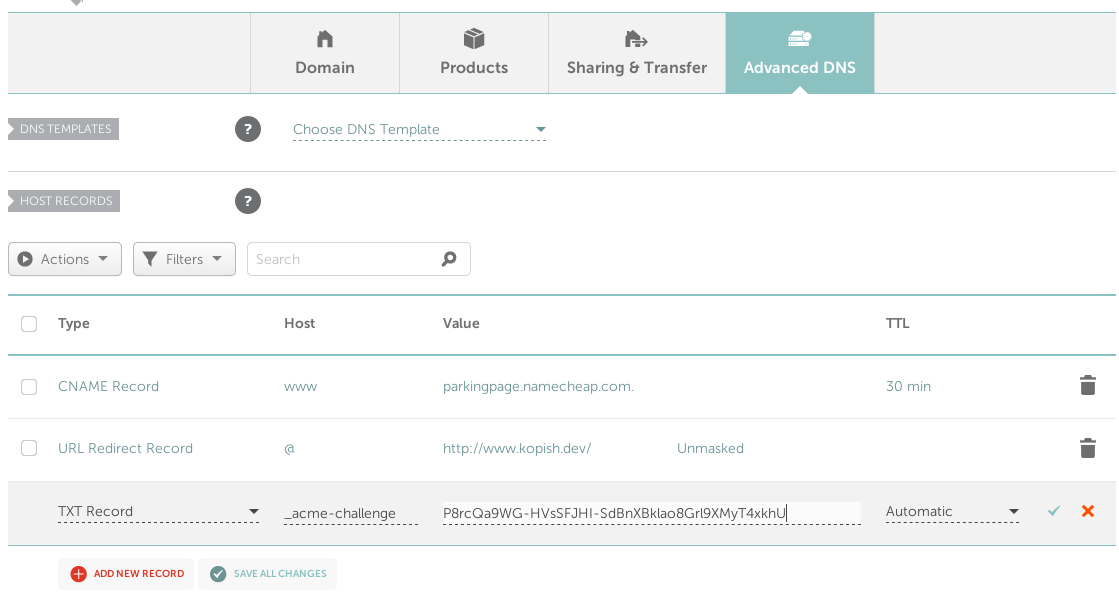 Domain
Products
Sharing & Transfer
Advanced DNS
DNS TEMPLATES
?
Choose DNS Template
HOST RECORDS
?
Actions
Filters
Search
Type Host Value TTL
CNAME Record www parkingpage.namecheap.com. 30 min
URL Redirect Record @ http://www.kopish.dev/ Unmasked
TXT Record _acme-challenge P8rcQa9WG-HVsSFJHI-SdBnXBklao8Grl9XMyT4xkhU Automatic
ADD NEW RECORD
SAVE ALL CHANGES